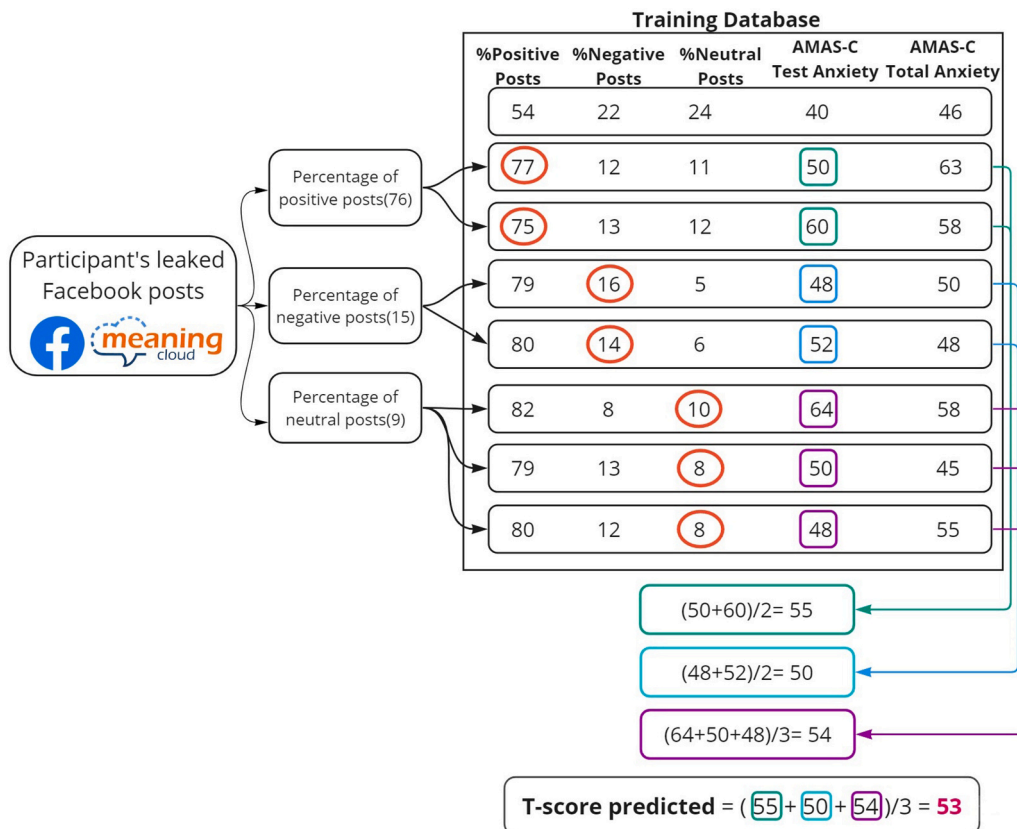 Training Database
%Positive Posts
%Negative Posts
%Neutral Posts
AMAS-C Test Anxiety
AMAS-C Total Anxiety
54 22 24 40 46
77 12 11 50 63
75 13 12 60 58
79 16 5 48 50
80 14 6 52 48
82 8 10 64 58
79 13 8 50 45
80 12 8 48 55
Participant's leaked
Facebook posts
f
meaning
cloud
Percentage of
positive posts(76)
Percentage of
negative posts(15)
Percentage of
neutral posts(9)
(50+60)/2= 55
(48+52)/2= 50
(64+50+48)/3= 54
T-score predicted = ( 55 + 50 + 54 )/3 = 53